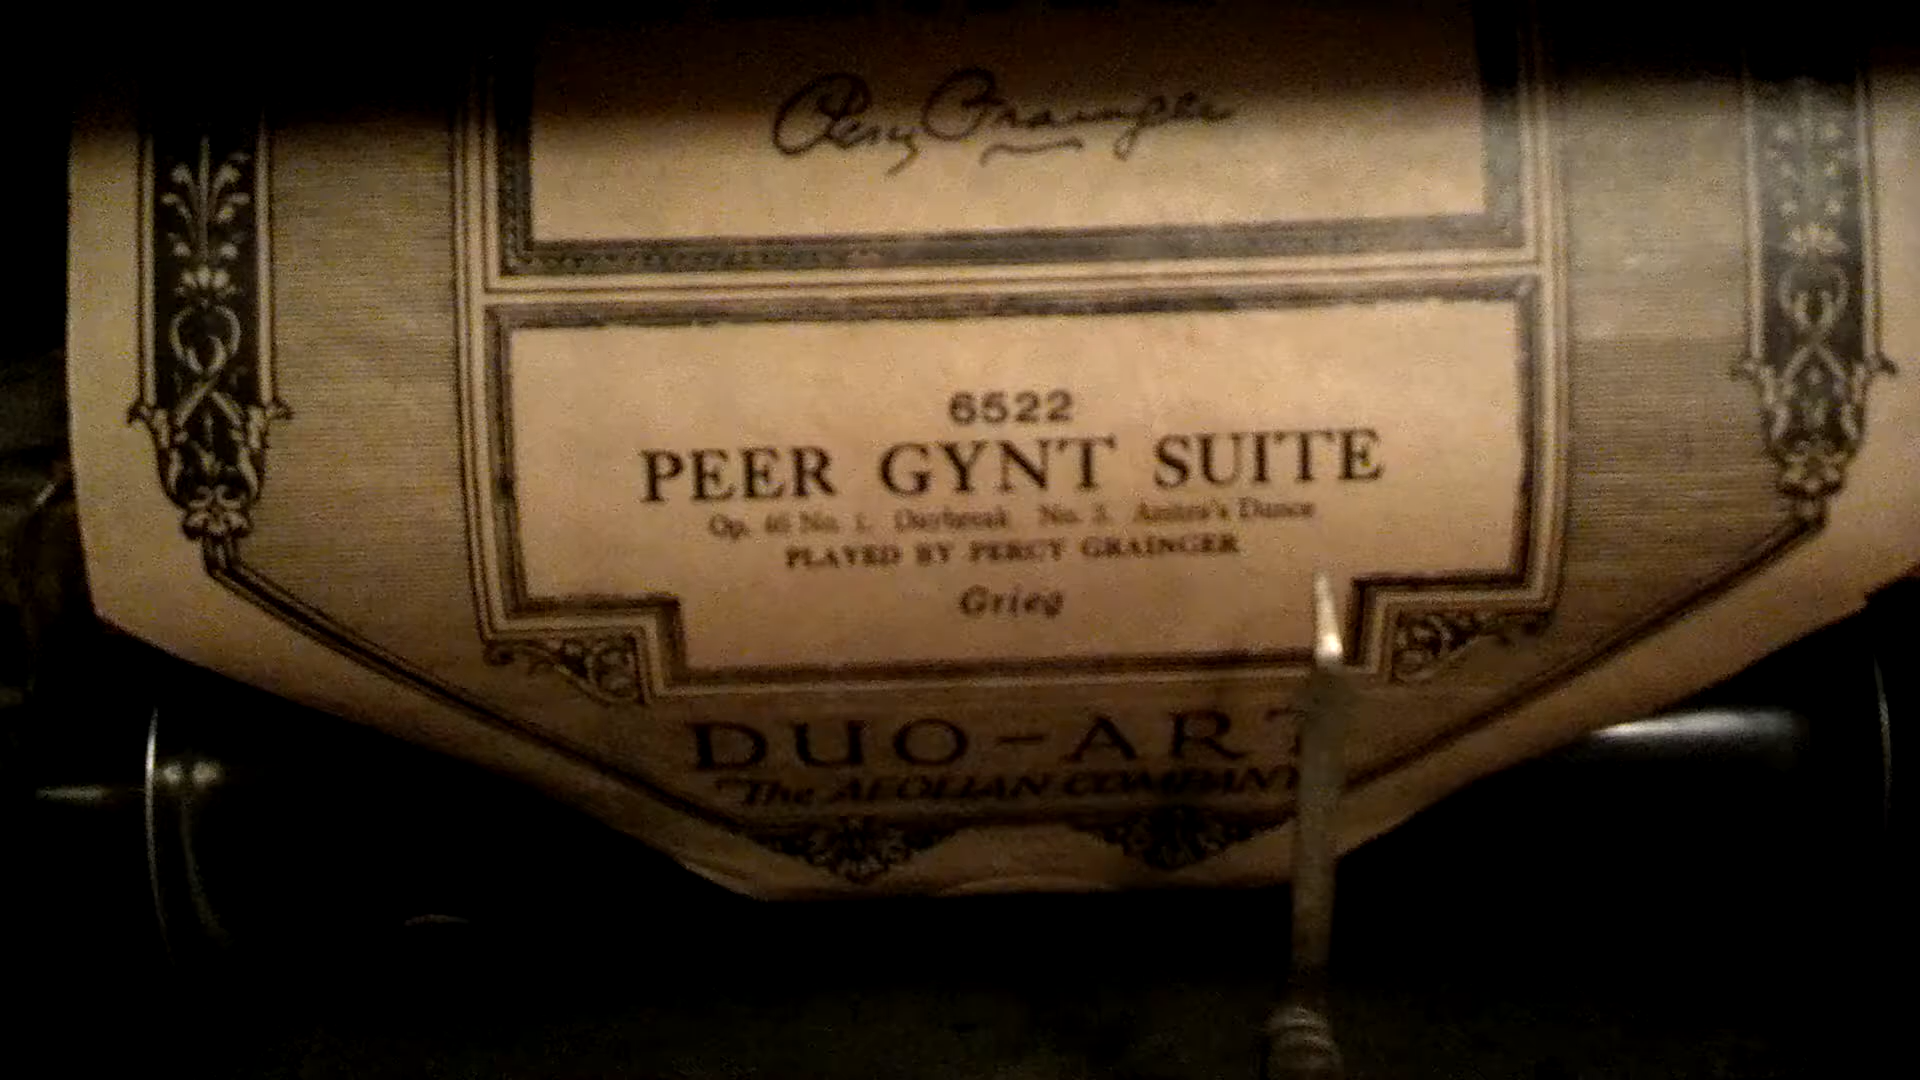 Percy Grainger
6522
PEER GYNT SUITE
Op. 46 No. 1. Daybreak No. 3. Anitra's Dance
PLAYED BY PERCY GRAINGER
Grieg
DUO-ART
The AEOLIAN COMPANY